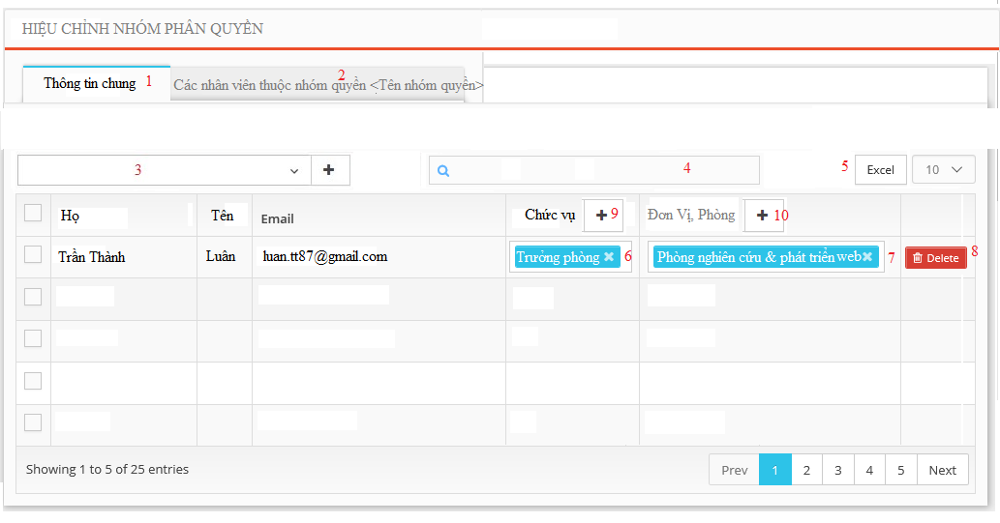 HIỆU CHỈNH NHÓM PHÂN QUYỀN
Thông tin chung 1 Các nhân viên thuộc nhóm quyền <Tên nhóm quyền> 2
3 + 4 5 Excel 10
Họ Tên Email Chức vụ + 9 Đơn Vị, Phòng + 10
Trần Thành Luân luan.tt87@gmail.com Trưởng phòng × 6 Phòng nghiên cứu & phát triển web × 7 Delete 8
Showing 1 to 5 of 25 entries Prev 1 2 3 4 5 Next